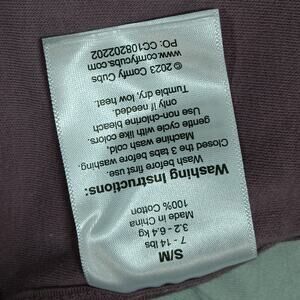 S/M
7 - 14 lbs
3.2 - 6.4 kg
Made in China
100% Cotton
Washing Instructions:
Wash before first use.
Closed the 3 tabs before washing.
Machine wash cold,
gentle cycle with like colors.
Use non-chlorine bleach
only if needed.
Tumble dry, low heat.
© 2023 Comfy Cubs
www.comfycubs.com
PO: CC108202202